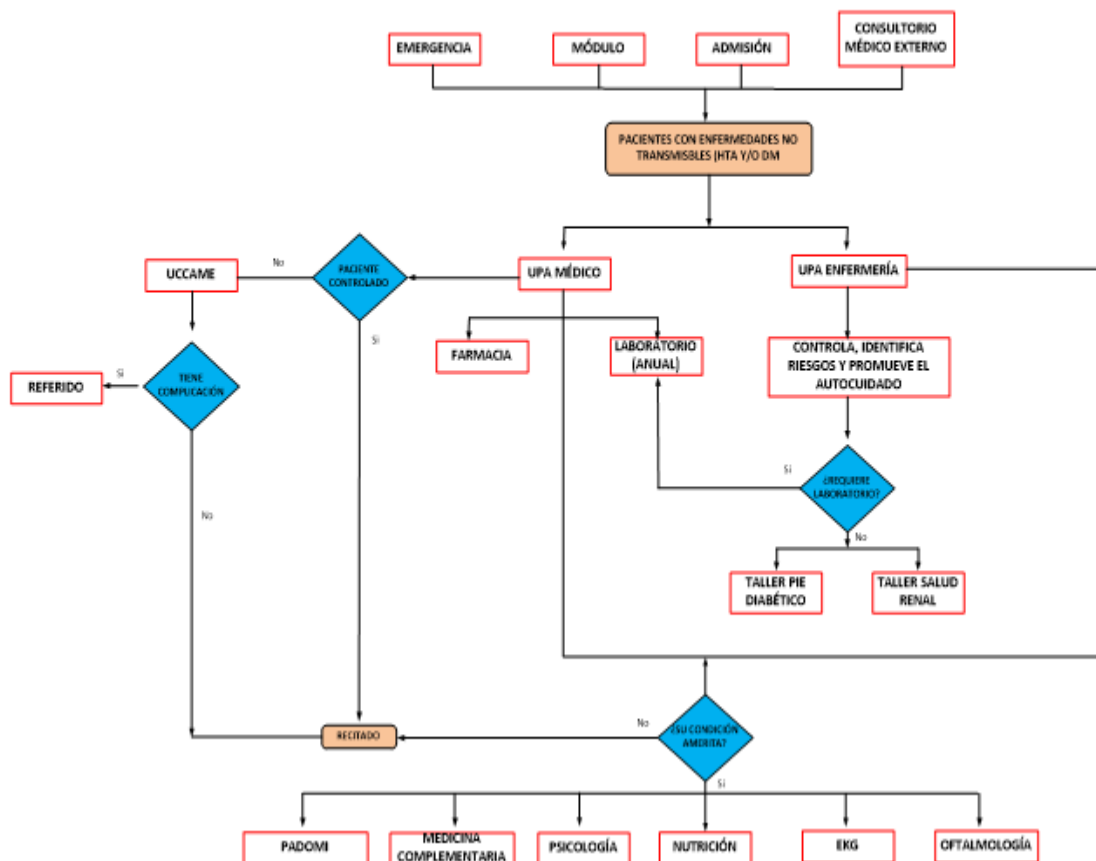 EMERGENCIA
MÓDULO
ADMISIÓN
CONSULTORIO
MÉDICO EXTERNO
PACIENTES CON ENFERMEDADES NO
TRANSMISBLES (HTA Y/O DM
UCCAME
No
PACIENTE
CONTROLADO
UPA MÉDICO
UPA ENFERMERÍA
Si
FARMACIA
LABORATORIO
(ANUAL)
CONTROLA, IDENTIFICA
RIESGOS Y PROMUEVE EL
AUTOCUIDADO
REFERIDO
Si
TIENE
COMPLICACIÓN
Si
¿REQUIERE
LABORATORIO?
No
No
TALLER PIE
DIABÉTICO
TALLER SALUD
RENAL
RECITADO
No
¿SU CONDICIÓN
AMERITA?
Si
PADOMI
MEDICINA
COMPLEMENTARIA
PSICOLOGÍA
NUTRICIÓN
EKG
OFTALMOLOGÍA